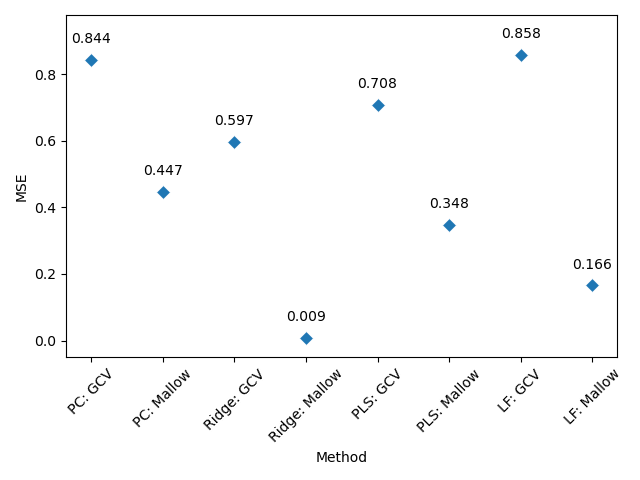 0.844
0.447
0.597
0.009
0.708
0.348
0.858
0.166
MSE
0.8
0.6
0.4
0.2
0.0
PC: GCV
PC: Mallow
Ridge: GCV
Ridge: Mallow
PLS: GCV
PLS: Mallow
LF: GCV
LF: Mallow
Method